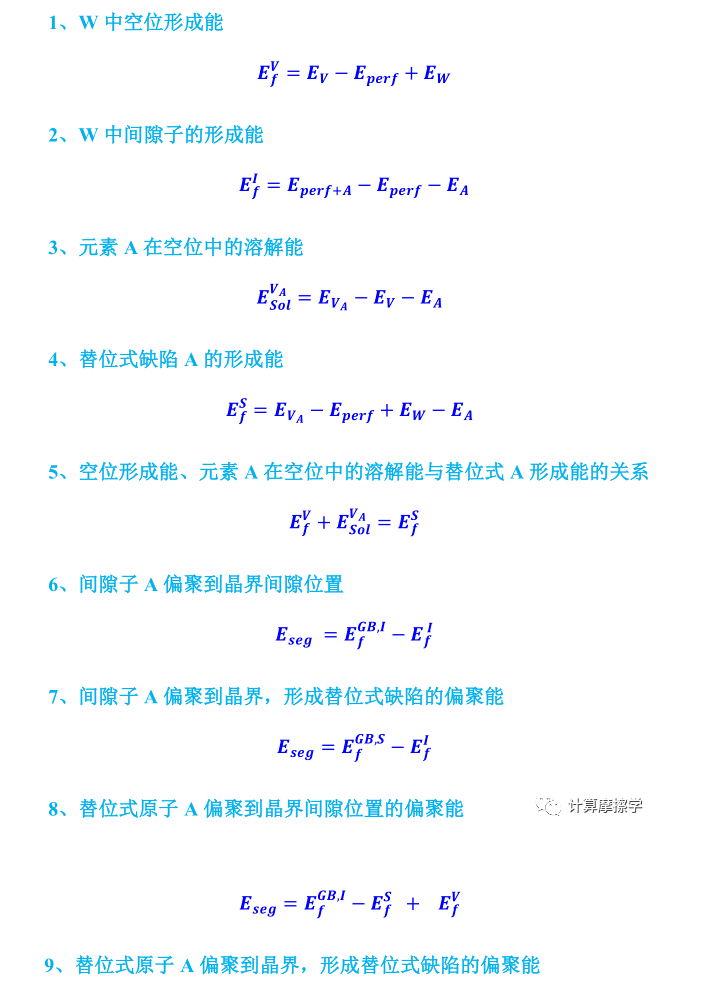 1、W 中空位形成能
$E_f^V = E_V - E_{perf} + E_W$
2、W 中间隙子的形成能
$E_f^I = E_{perf+A} - E_{perf} - E_A$
3、元素 A 在空位中的溶解能
$E_{Sol}^{V_A} = E_{V_A} - E_V - E_A$
4、替位式缺陷 A 的形成能
$E_f^S = E_{V_A} - E_{perf} + E_W - E_A$
5、空位形成能、元素 A 在空位中的溶解能与替位式 A 形成能的关系
$E_f^V + E_{Sol}^{V_A} = E_f^S$
6、间隙子 A 偏聚到晶界间隙位置
$E_{seg} = E_f^{GB,I} - E_f^I$
7、间隙子 A 偏聚到晶界，形成替位式缺陷的偏聚能
$E_{seg} = E_f^{GB,S} - E_f^I$
8、替位式原子 A 偏聚到晶界间隙位置的偏聚能
计算摩擦学
$E_{seg} = E_f^{GB,I} - E_f^S + E_f^V$
9、替位式原子 A 偏聚到晶界，形成替位式缺陷的偏聚能